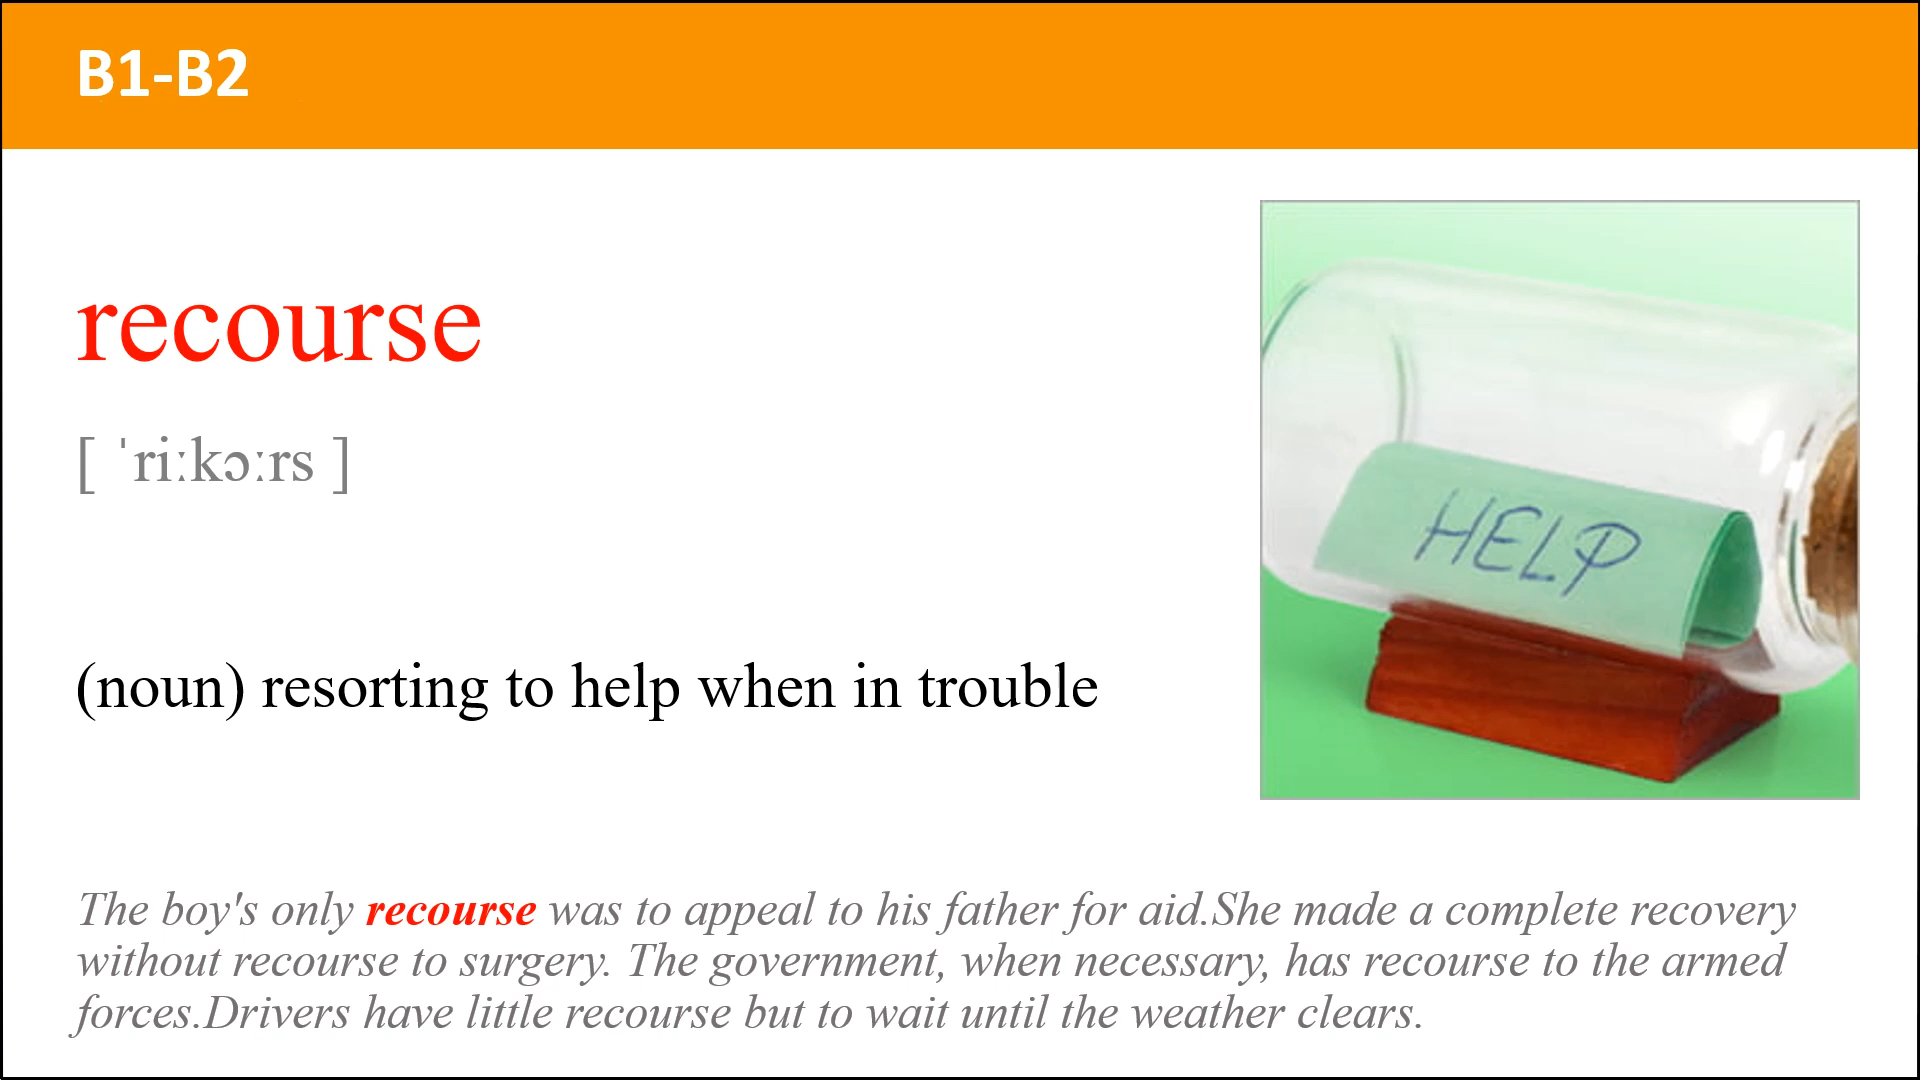 B1-B2
recourse
[ ˈriːkɔːrs ]
HELP
(noun) resorting to help when in trouble
The boy's only recourse was to appeal to his father for aid.She made a complete recovery
without recourse to surgery. The government, when necessary, has recourse to the armed
forces.Drivers have little recourse but to wait until the weather clears.